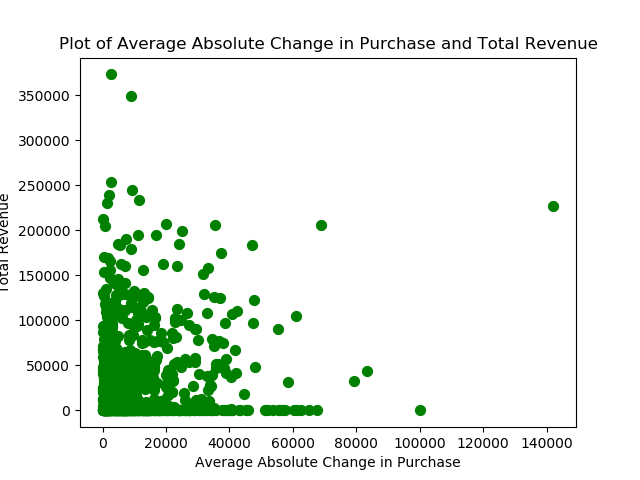 Plot of Average Absolute Change in Purchase and Total Revenue
350000
300000
250000
200000
150000
100000
50000
0
Total Revenue
0 20000 40000 60000 80000 100000 120000 140000
Average Absolute Change in Purchase